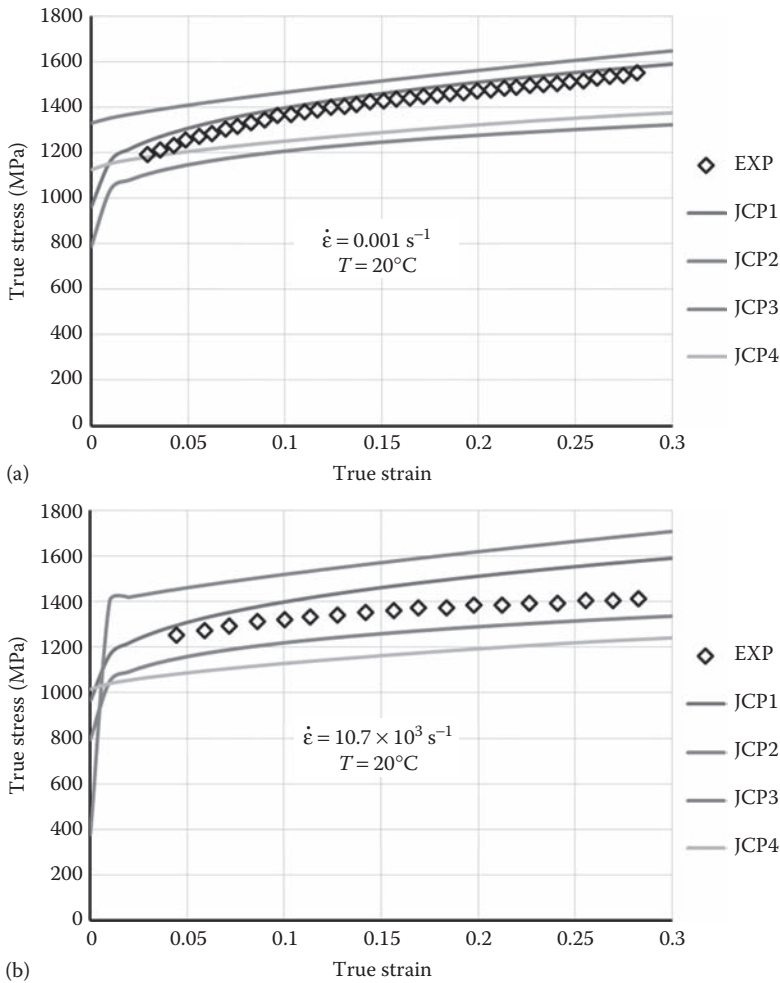 1800
1600
1400
1200
1000
800
600
400
200
0
True stress (MPa)
ε̇ = 0.001 s⁻¹
T = 20°C
0 0.05 0.1 0.15 0.2 0.25 0.3
True strain
EXP
JCP1
JCP2
JCP3
JCP4
(a)
1800
1600
1400
1200
1000
800
600
400
200
0
True stress (MPa)
ε̇ = 10.7 × 10³ s⁻¹
T = 20°C
0 0.05 0.1 0.15 0.2 0.25 0.3
True strain
EXP
JCP1
JCP2
JCP3
JCP4
(b)